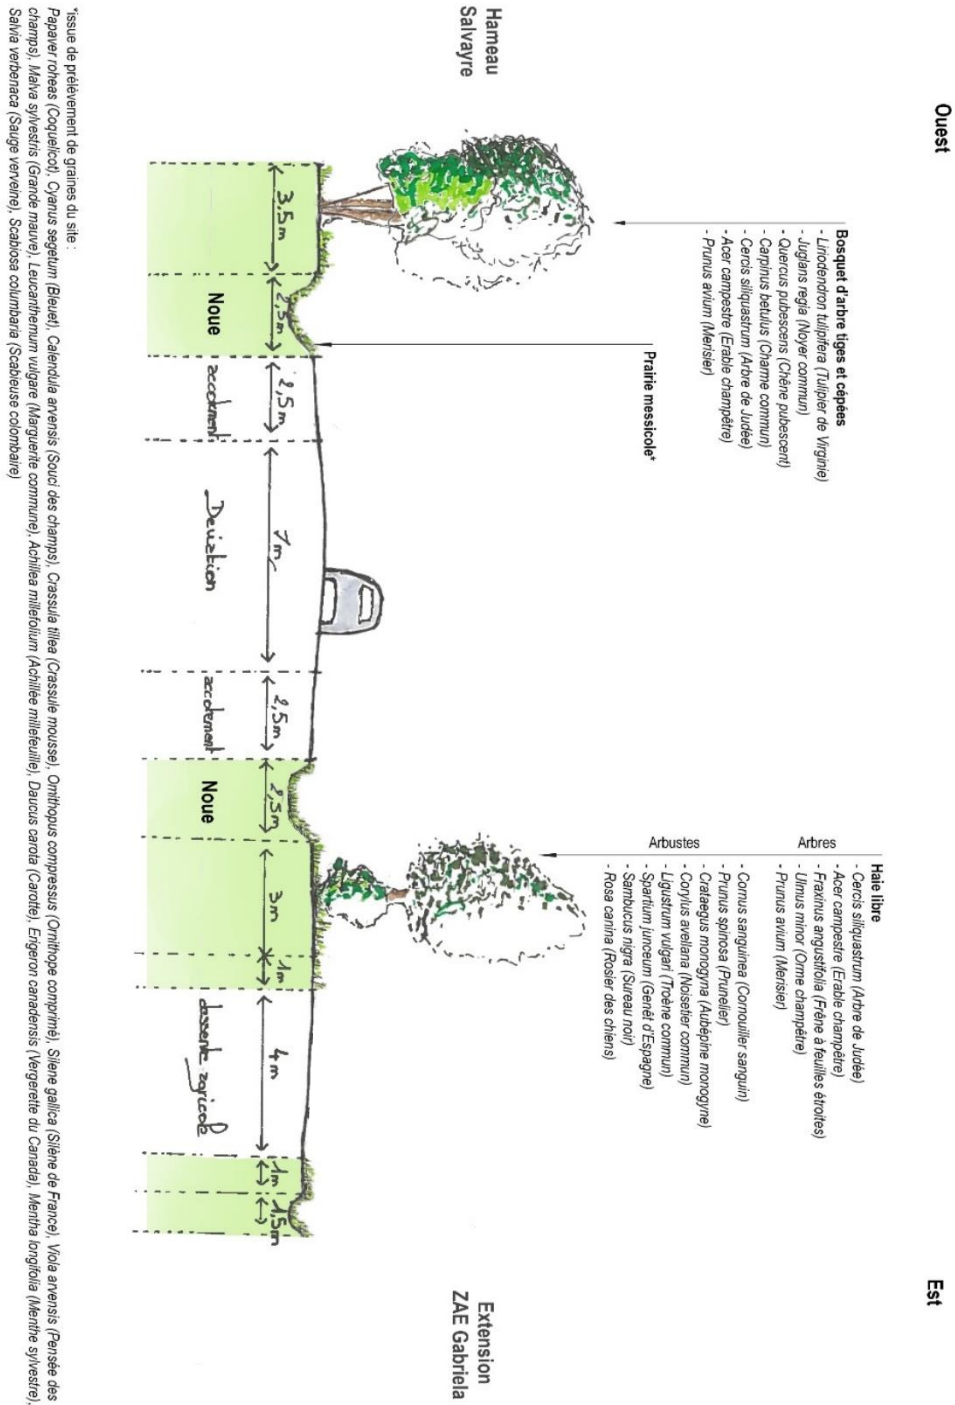 Ouest
Est
Bosquet d'arbre tiges et cépées
- Liriodendron tulipifera (Tulipier de Virginie)
- Juglans regia (Noyer commun)
- Quercus pubescens (Chêne pubescent)
- Carpinus betulus (Charme commun)
- Cercis siliquastrum (Arbre de Judée)
- Acer campestre (Erable champêtre)
- Prunus avium (Merisier)
Prairie messicole*
Haie libre
Arbres
- Cercis siliquastrum (Arbre de Judée)
- Acer campestre (Erable champêtre)
- Fraxinus angustifolia (Frêne à feuilles étroites)
- Ulmus minor (Orme champêtre)
- Prunus avium (Merisier)
Arbustes
- Cornus sanguinea (Cornouiller sanguin)
- Prunus spinosa (Prunelier)
- Crataegus monogyna (Aubépine monogyne)
- Corylus avellana (Noisetier commun)
- Ligustrum vulgari (Troène commun)
- Spartium junceum (Genêt d'Espagne)
- Sambucus nigra (Sureau noir)
- Rosa canina (Rosier des chiens)
Hameau
Salvayre
Extension
ZAE Gabriela
3,5m
2,5m
2,5m
7m
2,5m
2,5m
3m
1m
4m
1m
1,5m
Noue
accotement
Deviation
accotement
Noue
desserte agricole
*issue de prélèvement de graines du site :
Papaver roheas (Coquelicot), Cyanus segetum (Bleuet), Calendula arvensis (Souci des champs), Crassula tillea (Crassule mousse), Ornithopus compressus (Ornithope comprimé), Silene gallica (Silène de France), Viola arvensis (Pensée des
champs), Malva sylvestris (Grande mauve), Leucanthemum vulgare (Marguerite commune), Achillea millefolium (Achillée millefeuille), Daucus carota (Carotte), Erigeron canadensis (Vergerette du Canada), Mentha longifolia (Menthe sylvestre),
Salvia verbenaca (Sauge verveine), Scabiosa columbaria (Scabieuse colombaire)